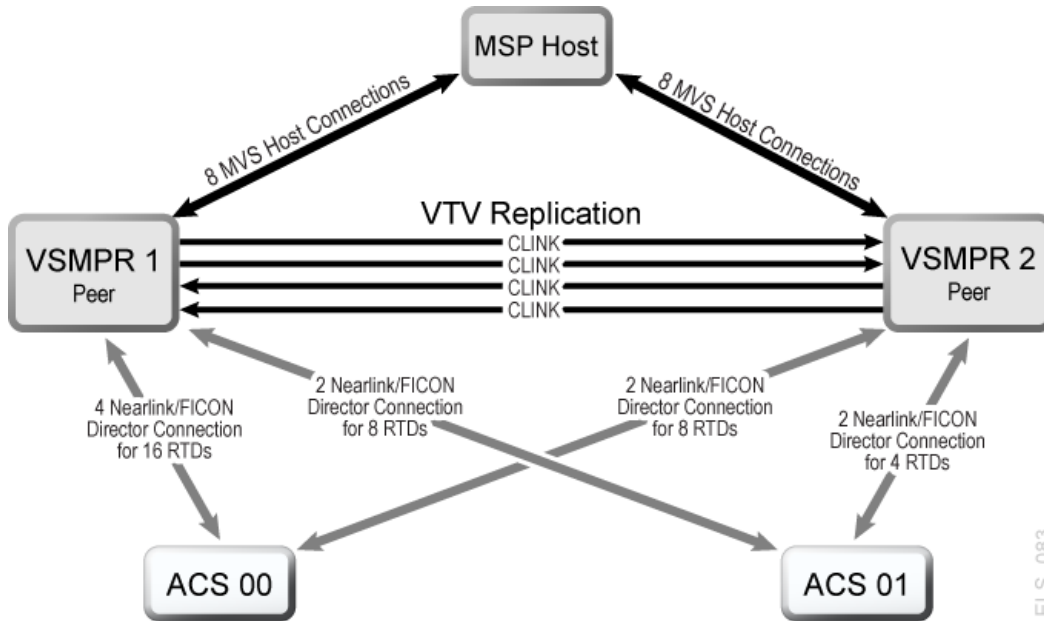 MSP Host
8 MVS Host Connections
8 MVS Host Connections
VTV Replication
VSMPR 1
Peer
CLINK
CLINK
CLINK
CLINK
VSMPR 2
Peer
4 Nearlink/FICON
Director Connection
for 16 RTDs
2 Nearlink/FICON
Director Connection
for 8 RTDs
2 Nearlink/FICON
Director Connection
for 8 RTDs
2 Nearlink/FICON
Director Connection
for 4 RTDs
ACS 00
ACS 01
ELS_083